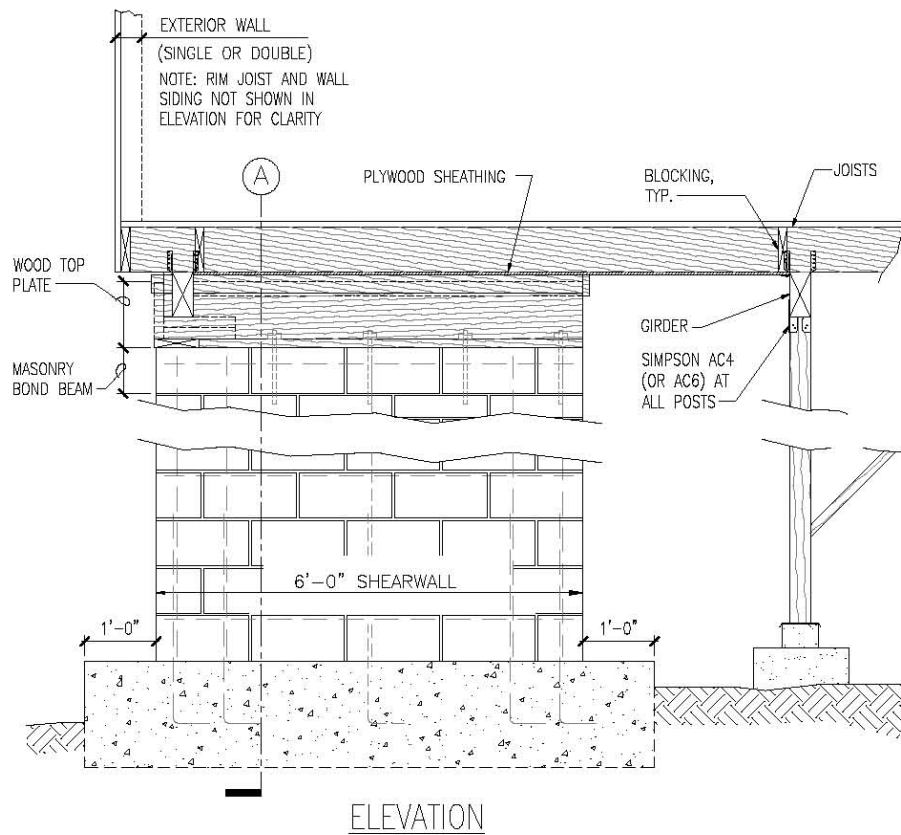 EXTERIOR WALL
(SINGLE OR DOUBLE)
NOTE: RIM JOIST AND WALL
SIDING NOT SHOWN IN
ELEVATION FOR CLARITY
A
PLYWOOD SHEATHING
BLOCKING,
TYP.
JOISTS
WOOD TOP
PLATE
MASONRY
BOND BEAM
GIRDER
SIMPSON AC4
(OR AC6) AT
ALL POSTS
6'-0" SHEARWALL
1'-0"
1'-0"
ELEVATION